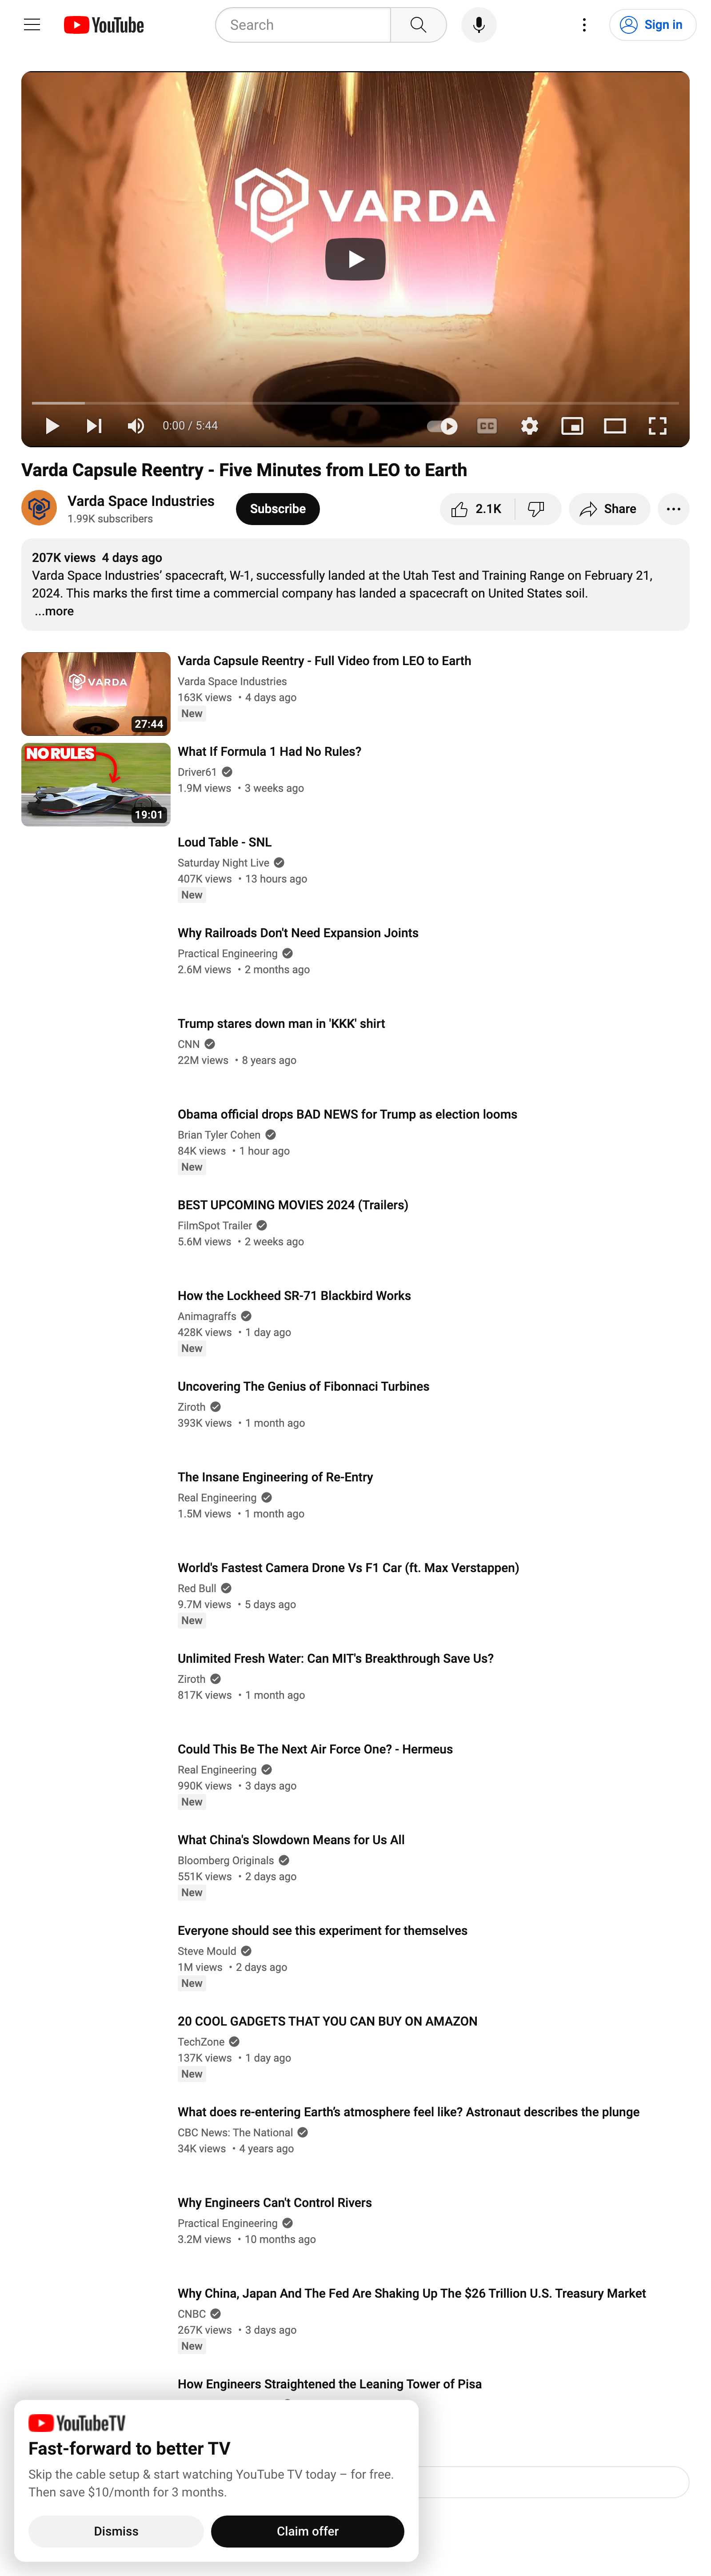 YouTube
Search
Sign in
VARDA
0:00 / 5:44
CC
Varda Capsule Reentry - Five Minutes from LEO to Earth
Varda Space Industries
1.99K subscribers
Subscribe
2.1K
Share
207K views 4 days ago
Varda Space Industries' spacecraft, W-1, successfully landed at the Utah Test and Training Range on February 21,
2024. This marks the first time a commercial company has landed a spacecraft on United States soil.
...more
VARDA
27:44
Varda Capsule Reentry - Full Video from LEO to Earth
Varda Space Industries
163K views • 4 days ago
New
NO RULES
19:01
What If Formula 1 Had No Rules?
Driver61
1.9M views • 3 weeks ago
Loud Table - SNL
Saturday Night Live
407K views • 13 hours ago
New
Why Railroads Don't Need Expansion Joints
Practical Engineering
2.6M views • 2 months ago
Trump stares down man in 'KKK' shirt
CNN
22M views • 8 years ago
Obama official drops BAD NEWS for Trump as election looms
Brian Tyler Cohen
84K views • 1 hour ago
New
BEST UPCOMING MOVIES 2024 (Trailers)
FilmSpot Trailer
5.6M views • 2 weeks ago
How the Lockheed SR-71 Blackbird Works
Animagraffs
428K views • 1 day ago
New
Uncovering The Genius of Fibonnaci Turbines
Ziroth
393K views • 1 month ago
The Insane Engineering of Re-Entry
Real Engineering
1.5M views • 1 month ago
World's Fastest Camera Drone Vs F1 Car (ft. Max Verstappen)
Red Bull
9.7M views • 5 days ago
New
Unlimited Fresh Water: Can MIT's Breakthrough Save Us?
Ziroth
817K views • 1 month ago
Could This Be The Next Air Force One? - Hermeus
Real Engineering
990K views • 3 days ago
New
What China's Slowdown Means for Us All
Bloomberg Originals
551K views • 2 days ago
New
Everyone should see this experiment for themselves
Steve Mould
1M views • 2 days ago
New
20 COOL GADGETS THAT YOU CAN BUY ON AMAZON
TechZone
137K views • 1 day ago
New
What does re-entering Earth's atmosphere feel like? Astronaut describes the plunge
CBC News: The National
34K views • 4 years ago
Why Engineers Can't Control Rivers
Practical Engineering
3.2M views • 10 months ago
Why China, Japan And The Fed Are Shaking Up The $26 Trillion U.S. Treasury Market
CNBC
267K views • 3 days ago
New
How Engineers Straightened the Leaning Tower of Pisa
YouTubeTV
Fast-forward to better TV
Skip the cable setup & start watching YouTube TV today – for free.
Then save $10/month for 3 months.
Dismiss
Claim offer